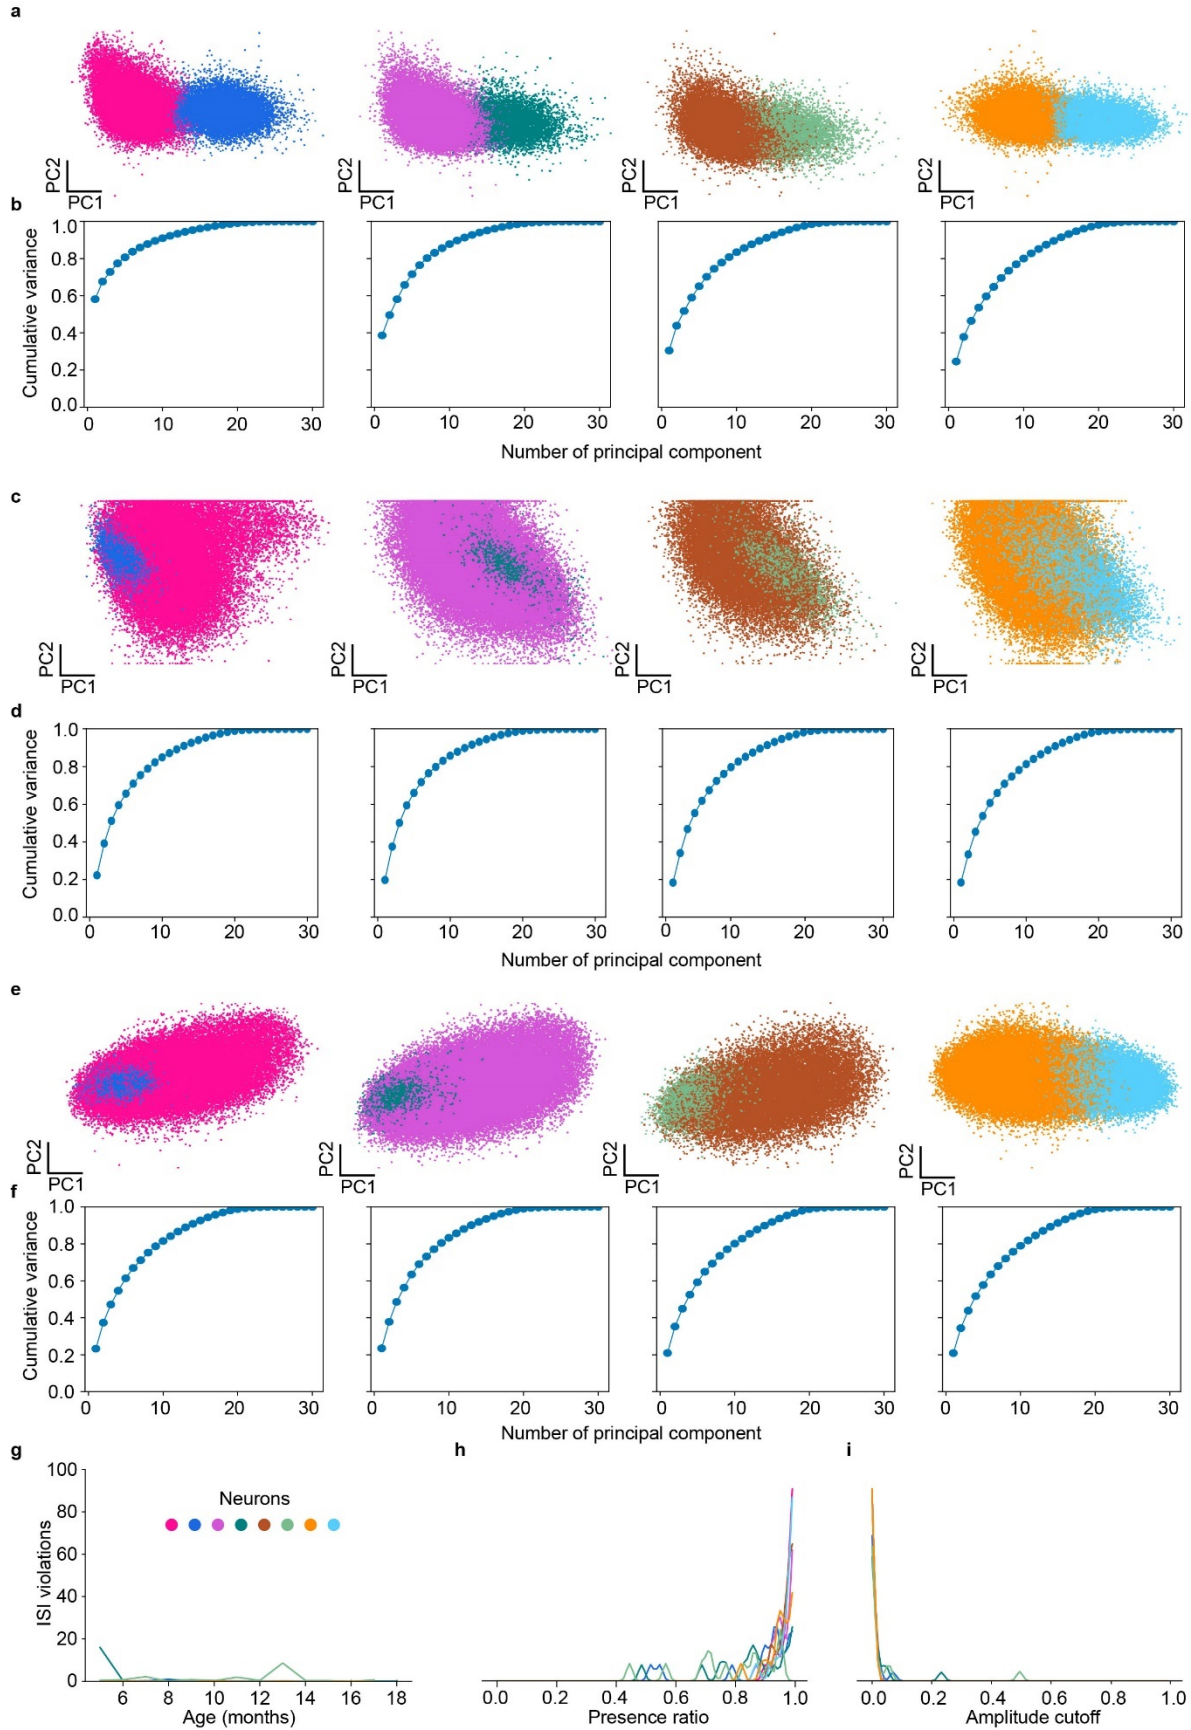 a
PC2 PC2 PC2 PC2
PC1 PC1 PC1 PC1
b
Cumulative variance
1.0
0.8
0.6
0.4
0.2
0.0
0 10 20 30 0 10 20 30 0 10 20 30 0 10 20 30
Number of principal component
c
PC2 PC2 PC2 PC2
PC1 PC1 PC1 PC1
d
Cumulative variance
1.0
0.8
0.6
0.4
0.2
0.0
0 10 20 30 0 10 20 30 0 10 20 30 0 10 20 30
Number of principal component
e
PC2 PC2 PC2 PC2
PC1 PC1 PC1 PC1
f
Cumulative variance
1.0
0.8
0.6
0.4
0.2
0.0
0 10 20 30 0 10 20 30 0 10 20 30 0 10 20 30
Number of principal component
g
ISI violations
100
80
60
40
20
0
Neurons
6 8 10 12 14 16 18
Age (months)
h
0.0 0.2 0.4 0.6 0.8 1.0
Presence ratio
i
0.0 0.2 0.4 0.6 0.8 1.0
Amplitude cutoff